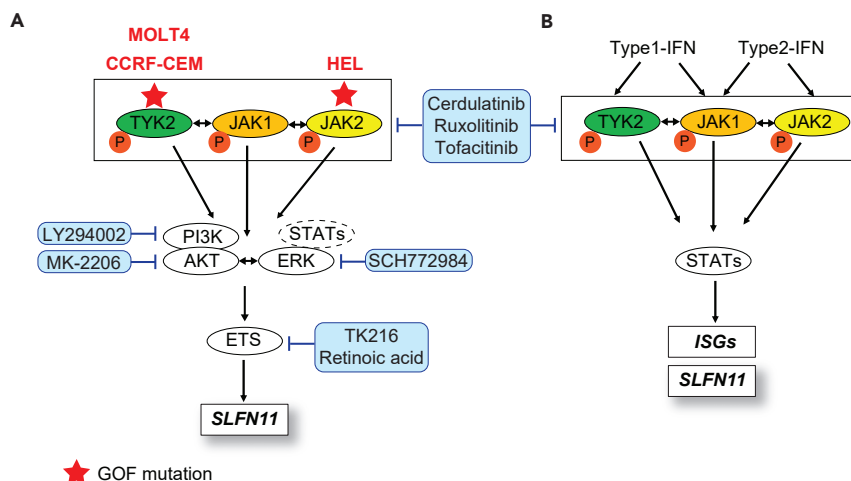 A
MOLT4
CCRF-CEM
HEL
TYK2
JAK1
JAK2
P
P
P
Cerdulatinib
Ruxolitinib
Tofacitinib
LY294002
MK-2206
PI3K
AKT
STATs
ERK
SCH772984
ETS
TK216
Retinoic acid
SLFN11
GOF mutation
B
Type1-IFN
Type2-IFN
TYK2
JAK1
JAK2
P
P
P
STATs
ISGs
SLFN11